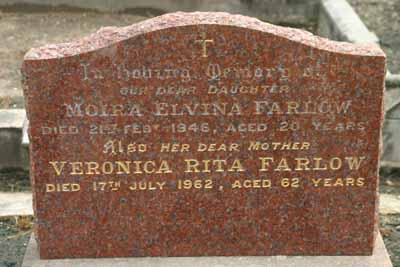 In Loving Memory of
OUR DEAR DAUGHTER
MOIRA ELVINA FARLOW
DIED 21ST FEBY 1946, AGED 20 YEARS
Also HER DEAR MOTHER
VERONICA RITA FARLOW
DIED 17TH JULY 1962, AGED 62 YEARS